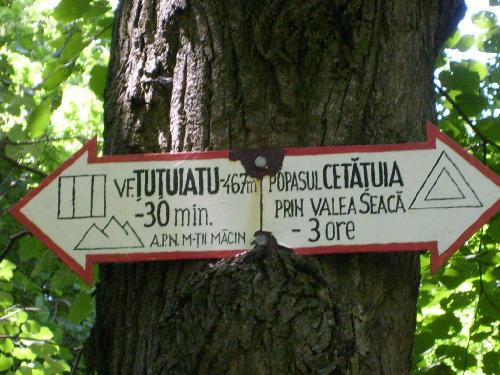 VF. ȚUȚUIATU-467m
-30 min.
A.P.N. M-ȚII MĂCIN
POPASUL CETĂȚUIA
PRIN VALEA SEACĂ
- 3 ore